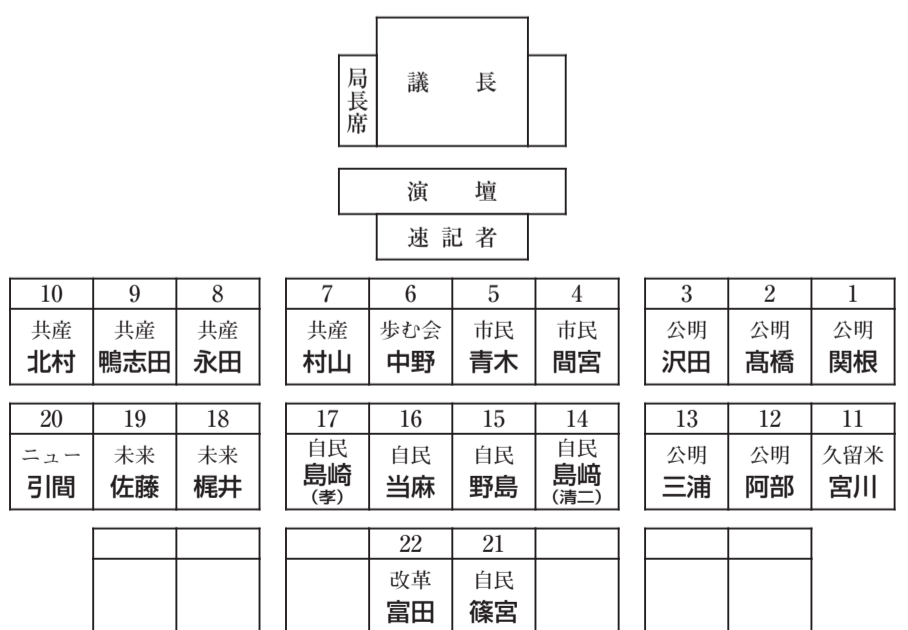 議 長
局長席
演 壇
速 記 者
10 9 8 7 6 5 4 3 2 1
共産 共産 共産 共産 歩む会 市民 市民 公明 公明 公明
北村 鴨志田 永田 村山 中野 青木 間宮 沢田 髙橋 関根
20 19 18 17 16 15 14 13 12 11
ニュー 未来 未来 自民 自民 自民 自民 公明 公明 久留米
引間 佐藤 梶井 島崎 当麻 野島 島﨑 三浦 阿部 宮川
(孝) (清二)
22 21
改革 自民
富田 篠宮